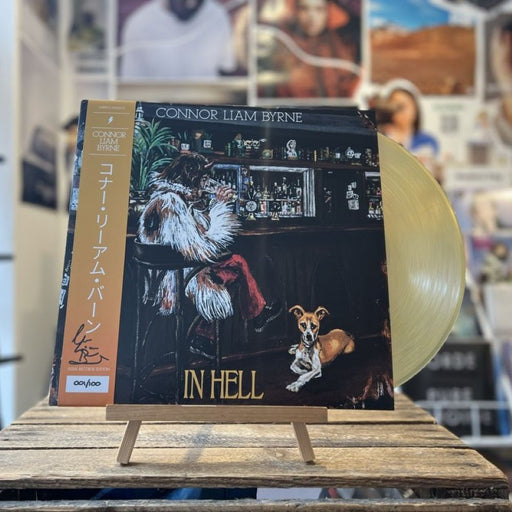 CONNOR LIAM BYRNE
IN HELL
CONNOR
LIAM
BYRNE
コナー・リーアム・バーン
001/100